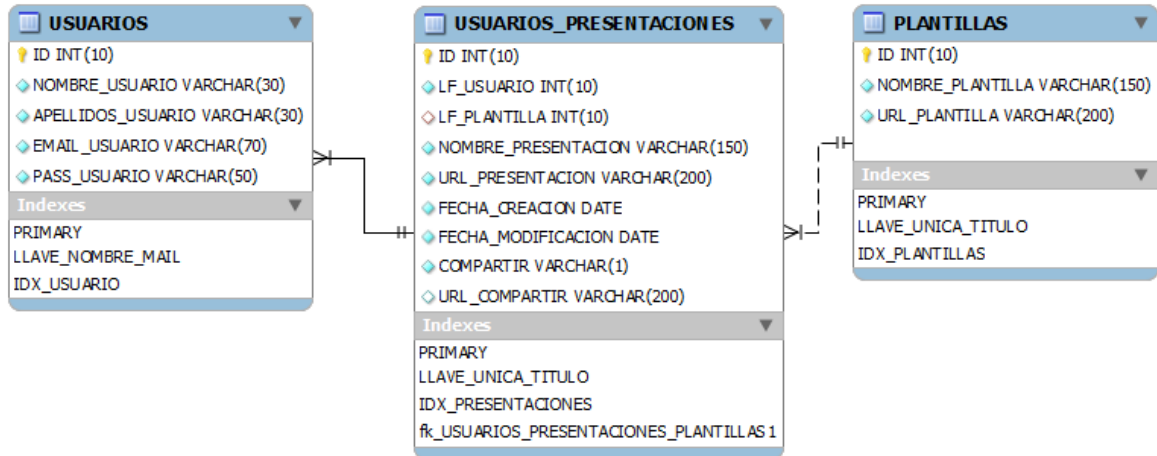 USUARIOS
ID INT(10)
NOMBRE_USUARIO VARCHAR(30)
APELLIDOS_USUARIO VARCHAR(30)
EMAIL_USUARIO VARCHAR(70)
PASS_USUARIO VARCHAR(50)
Indexes
PRIMARY
LLAVE_NOMBRE_MAIL
IDX_USUARIO
USUARIOS_PRESENTACIONES
ID INT(10)
LF_USUARIO INT(10)
LF_PLANTILLA INT(10)
NOMBRE_PRESENTACION VARCHAR(150)
URL_PRESENTACION VARCHAR(200)
FECHA_CREACION DATE
FECHA_MODIFICACION DATE
COMPARTIR VARCHAR(1)
URL_COMPARTIR VARCHAR(200)
Indexes
PRIMARY
LLAVE_UNICA_TITULO
IDX_PRESENTACIONES
fk_USUARIOS_PRESENTACIONES_PLANTILLAS1
PLANTILLAS
ID INT(10)
NOMBRE_PLANTILLA VARCHAR(150)
URL_PLANTILLA VARCHAR(200)
Indexes
PRIMARY
LLAVE_UNICA_TITULO
IDX_PLANTILLAS